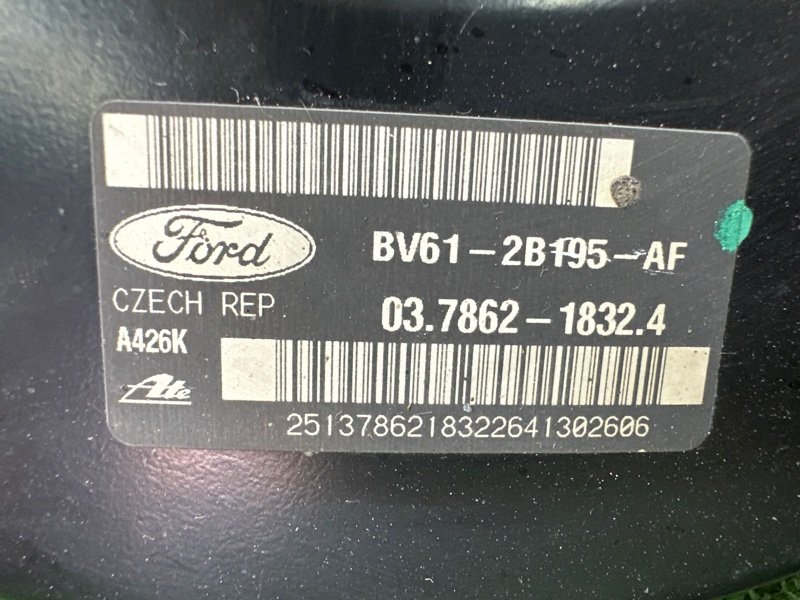 Ford
BV61-2B195-AF
CZECH REP
03.7862-1832.4
A426K
Ate
2513786218322641302606